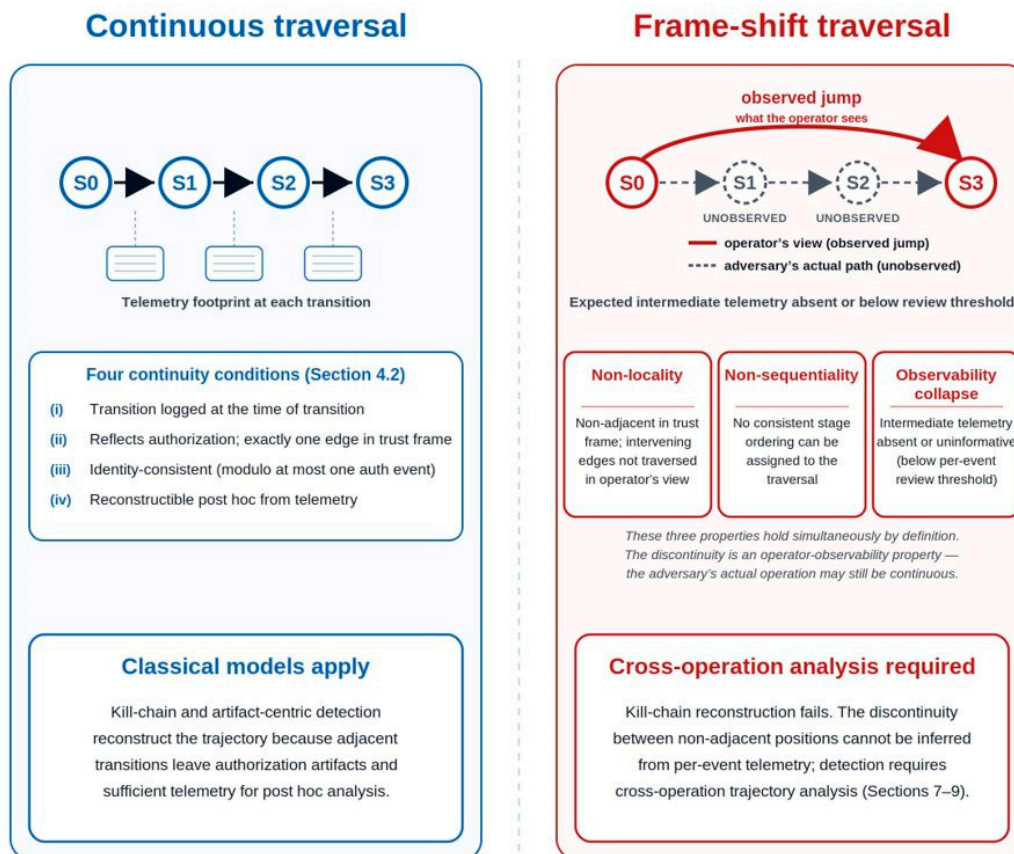 Continuous traversal
S0
S1
S2
S3
Telemetry footprint at each transition
Four continuity conditions (Section 4.2)
(i) Transition logged at the time of transition
(ii) Reflects authorization; exactly one edge in trust frame
(iii) Identity-consistent (modulo at most one auth event)
(iv) Reconstructible post hoc from telemetry
Classical models apply
Kill-chain and artifact-centric detection
reconstruct the trajectory because adjacent
transitions leave authorization artifacts and
sufficient telemetry for post hoc analysis.
Frame-shift traversal
observed jump
what the operator sees
S0
S1
S2
S3
UNOBSERVED
UNOBSERVED
operator’s view (observed jump)
adversary’s actual path (unobserved)
Expected intermediate telemetry absent or below review threshold
Non-locality
Non-adjacent in trust
frame; intervening
edges not traversed
in operator’s view
Non-sequentiality
No consistent stage
ordering can be
assigned to the
traversal
Observability
collapse
Intermediate telemetry
absent or uninformative
(below per-event
review threshold)
These three properties hold simultaneously by definition.
The discontinuity is an operator-observability property —
the adversary’s actual operation may still be continuous.
Cross-operation analysis required
Kill-chain reconstruction fails. The discontinuity
between non-adjacent positions cannot be inferred
from per-event telemetry; detection requires
cross-operation trajectory analysis (Sections 7–9).